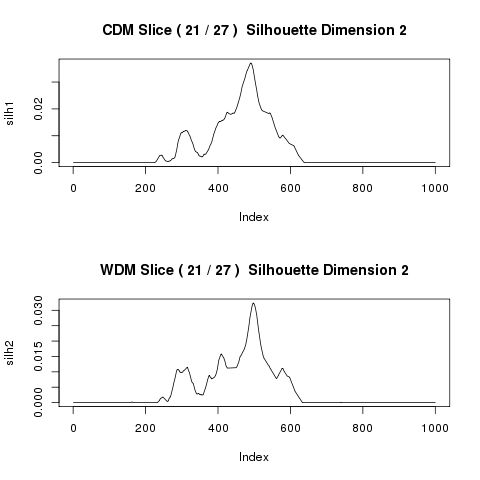 CDM Slice ( 21 / 27 )  Silhouette Dimension 2
silh1
0.02
0.00
0 200 400 600 800 1000
Index
WDM Slice ( 21 / 27 )  Silhouette Dimension 2
silh2
0.030
0.015
0.000
0 200 400 600 800 1000
Index